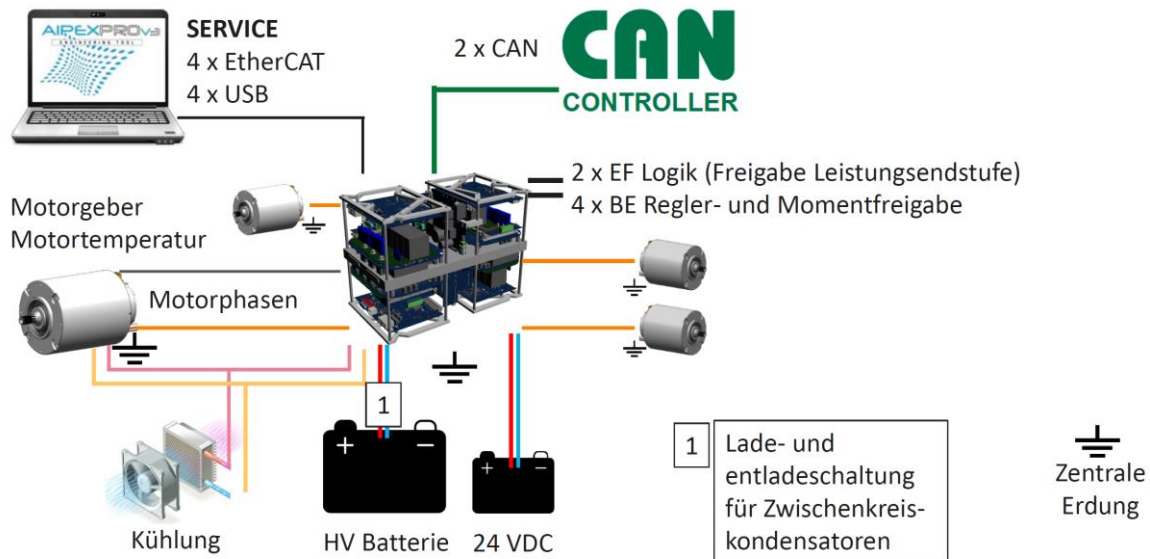 AIPEXPROV3
ENGINEERING TOOL
SERVICE
4 x EtherCAT
4 x USB
2 x CAN
CAN
CONTROLLER
2 x EF Logik (Freigabe Leistungsendstufe)
4 x BE Regler- und Momentfreigabe
Motorgeber
Motortemperatur
Motorphasen
1
+ −
+ −
Kühlung
HV Batterie
24 VDC
1
Lade- und
entladeschaltung
für Zwischenkreis-
kondensatoren
Zentrale
Erdung